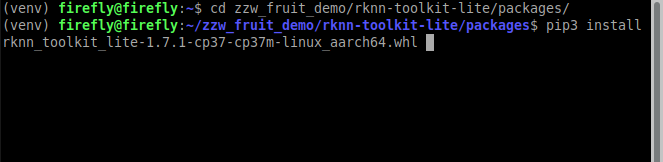 (venv) firefly@firefly:~$ cd zzw_fruit_demo/rknn-toolkit-lite/packages/
(venv) firefly@firefly:~/zzw_fruit_demo/rknn-toolkit-lite/packages$ pip3 install
rknn_toolkit_lite-1.7.1-cp37-cp37m-linux_aarch64.whl